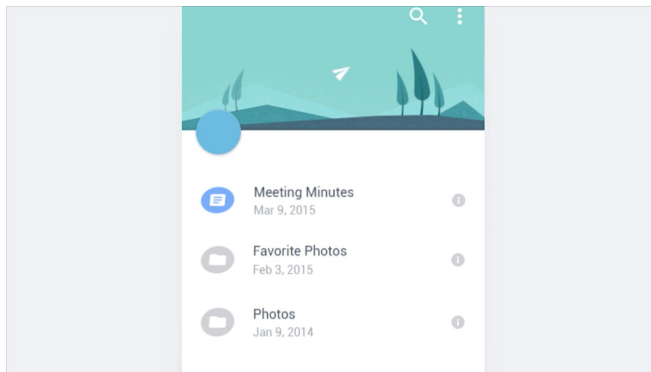 Meeting Minutes
Mar 9, 2015
Favorite Photos
Feb 3, 2015
Photos
Jan 9, 2014